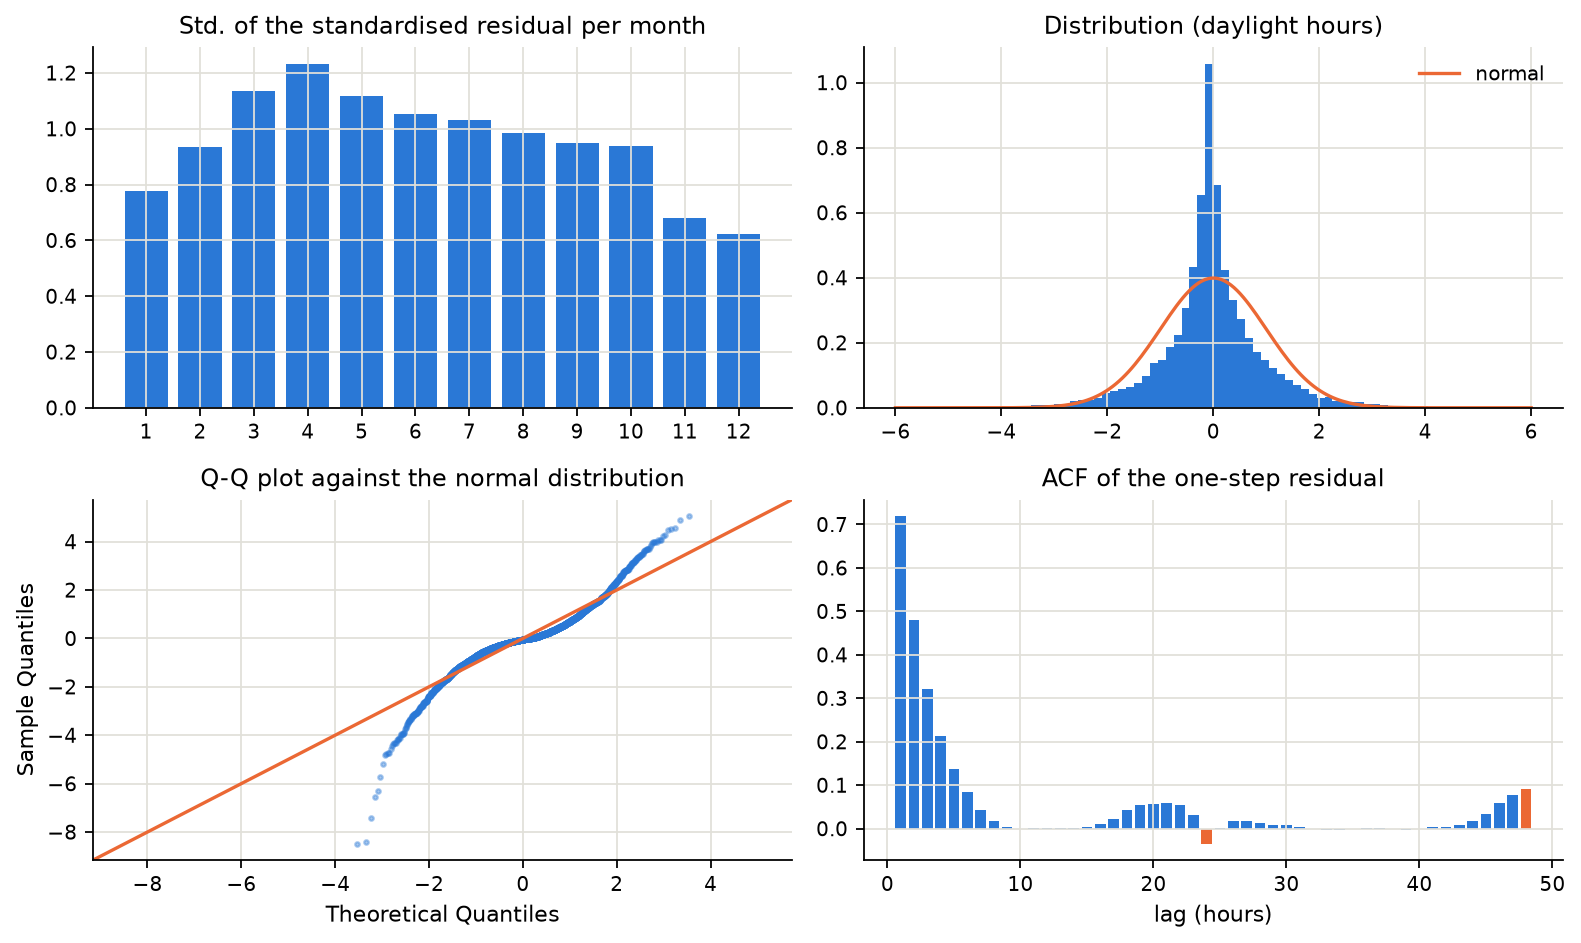 Std. of the standardised residual per month
1.2
1.0
0.8
0.6
0.4
0.2
0.0
1 2 3 4 5 6 7 8 9 10 11 12
Distribution (daylight hours)
normal
1.0
0.8
0.6
0.4
0.2
0.0
−6 −4 −2 0 2 4 6
Q-Q plot against the normal distribution
Sample Quantiles
4
2
0
−2
−4
−6
−8
−8 −6 −4 −2 0 2 4
Theoretical Quantiles
ACF of the one-step residual
0.7
0.6
0.5
0.4
0.3
0.2
0.1
0.0
0 10 20 30 40 50
lag (hours)